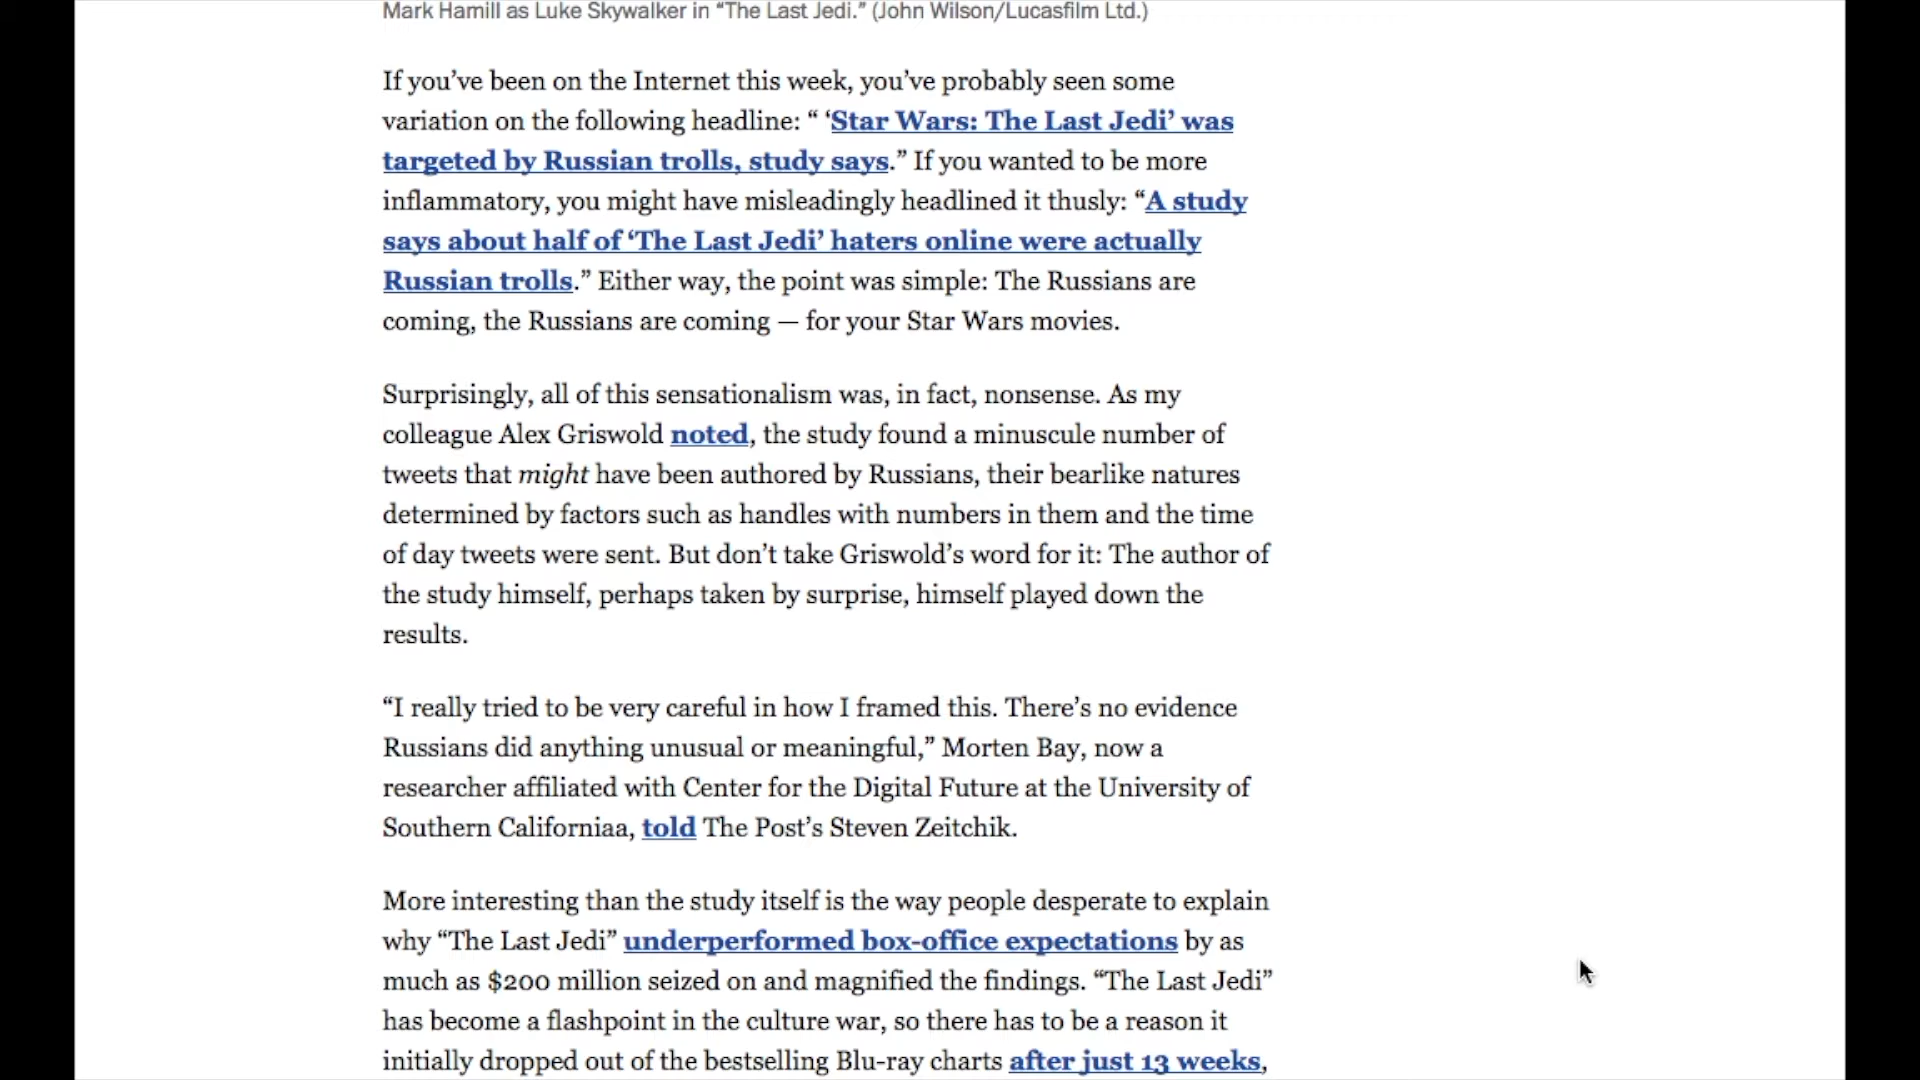 Mark Hamill as Luke Skywalker in “The Last Jedi.” (John Wilson/Lucasfilm Ltd.)
If you’ve been on the Internet this week, you’ve probably seen some
variation on the following headline: “ ‘Star Wars: The Last Jedi’ was
targeted by Russian trolls, study says.” If you wanted to be more
inflammatory, you might have misleadingly headlined it thusly: “A study
says about half of ‘The Last Jedi’ haters online were actually
Russian trolls.” Either way, the point was simple: The Russians are
coming, the Russians are coming — for your Star Wars movies.
Surprisingly, all of this sensationalism was, in fact, nonsense. As my
colleague Alex Griswold noted, the study found a minuscule number of
tweets that might have been authored by Russians, their bearlike natures
determined by factors such as handles with numbers in them and the time
of day tweets were sent. But don’t take Griswold’s word for it: The author of
the study himself, perhaps taken by surprise, himself played down the
results.
“I really tried to be very careful in how I framed this. There’s no evidence
Russians did anything unusual or meaningful,” Morten Bay, now a
researcher affiliated with Center for the Digital Future at the University of
Southern Californiaa, told The Post’s Steven Zeitchik.
More interesting than the study itself is the way people desperate to explain
why “The Last Jedi” underperformed box-office expectations by as
much as $200 million seized on and magnified the findings. “The Last Jedi”
has become a flashpoint in the culture war, so there has to be a reason it
initially dropped out of the bestselling Blu-ray charts after just 13 weeks,